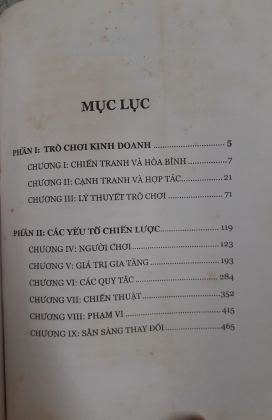 MỤC LỤC
PHẦN I: TRÒ CHƠI KINH DOANH 5
CHƯƠNG I: CHIẾN TRANH VÀ HÒA BÌNH 7
CHƯƠNG II: CẠNH TRANH VÀ HỢP TÁC 21
CHƯƠNG III: LÝ THUYẾT TRÒ CHƠI 71
PHẦN II: CÁC YẾU TỐ CHIẾN LƯỢC 119
CHƯƠNG IV: NGƯỜI CHƠI 123
CHƯƠNG V: GIÁ TRỊ GIA TĂNG 193
CHƯƠNG VI: CÁC QUY TẮC 284
CHƯƠNG VII: CHIẾN THUẬT 352
CHƯƠNG VIII: PHẠM VI 415
CHƯƠNG IX: SẴN SÀNG THAY ĐỔI 465